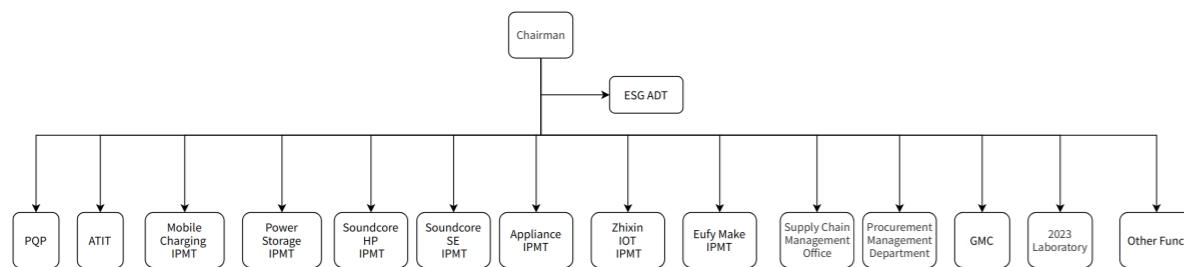 Chairman
ESG ADT
PQP
ATIT
Mobile
Charging
IPMT
Power
Storage
IPMT
Soundcore
HP
IPMT
Soundcore
SE
IPMT
Appliance
IPMT
Zhixin
IOT
IPMT
Eufy Make
IPMT
Supply Chain
Management
Office
Procurement
Management
Department
GMC
2023
Laboratory
Other Func